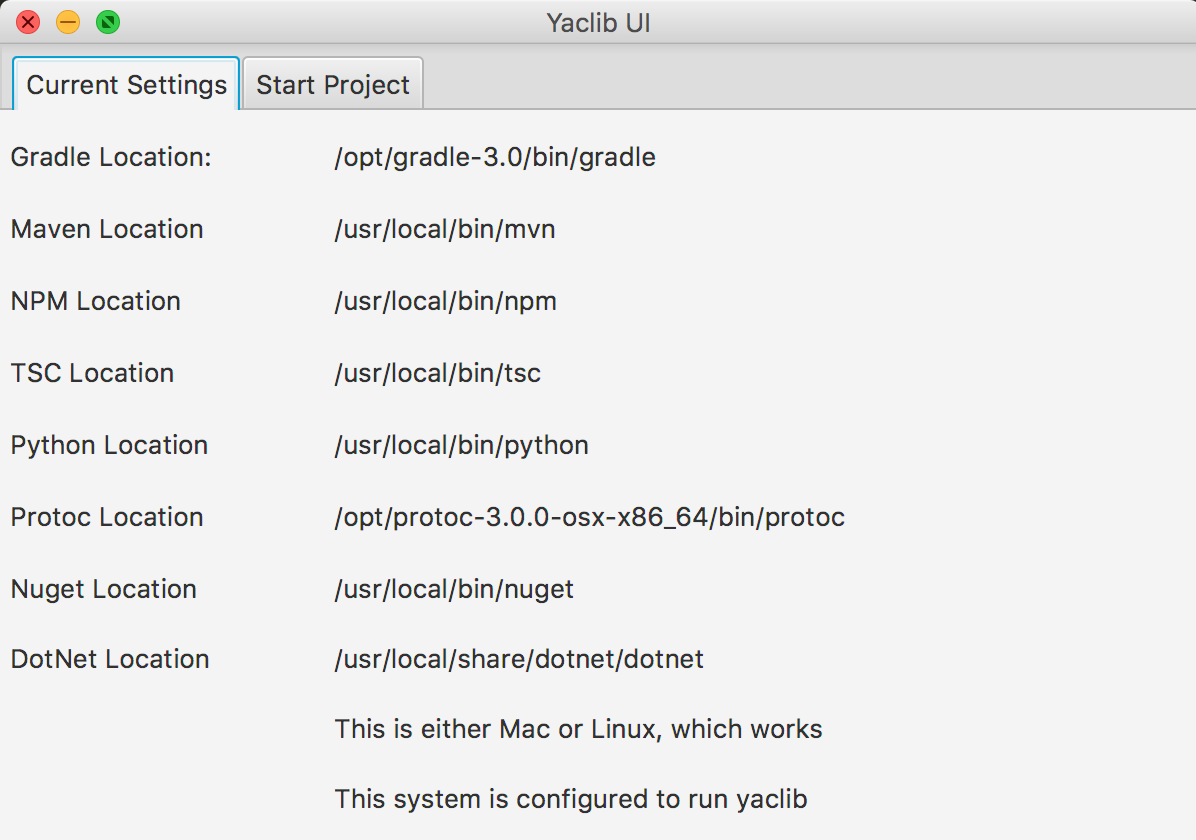 Yaclib UI
Current Settings
Start Project
Gradle Location: /opt/gradle-3.0/bin/gradle
Maven Location /usr/local/bin/mvn
NPM Location /usr/local/bin/npm
TSC Location /usr/local/bin/tsc
Python Location /usr/local/bin/python
Protoc Location /opt/protoc-3.0.0-osx-x86_64/bin/protoc
Nuget Location /usr/local/bin/nuget
DotNet Location /usr/local/share/dotnet/dotnet
This is either Mac or Linux, which works
This system is configured to run yaclib